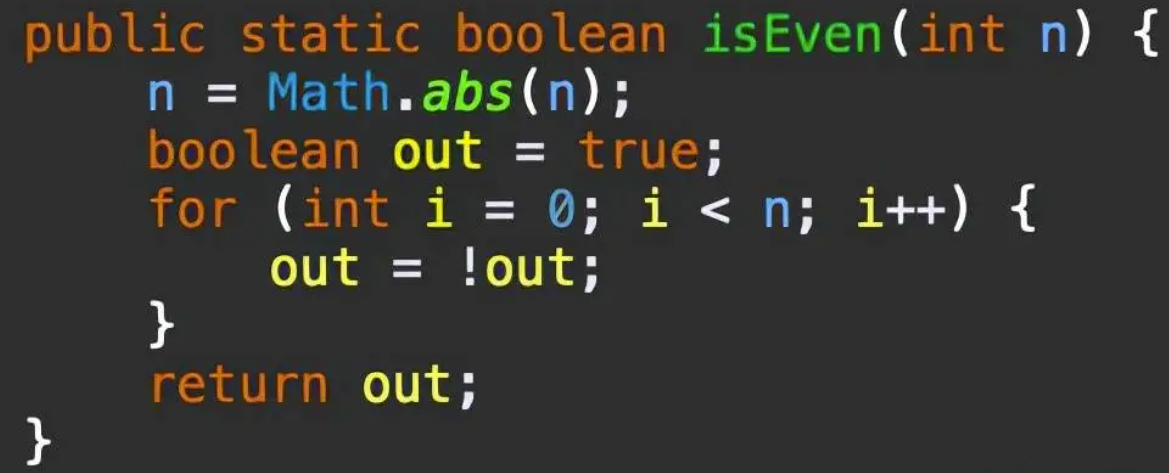 public static boolean isEven(int n) {
    n = Math.abs(n);
    boolean out = true;
    for (int i = 0; i < n; i++) {
        out = !out;
    }
    return out;
}